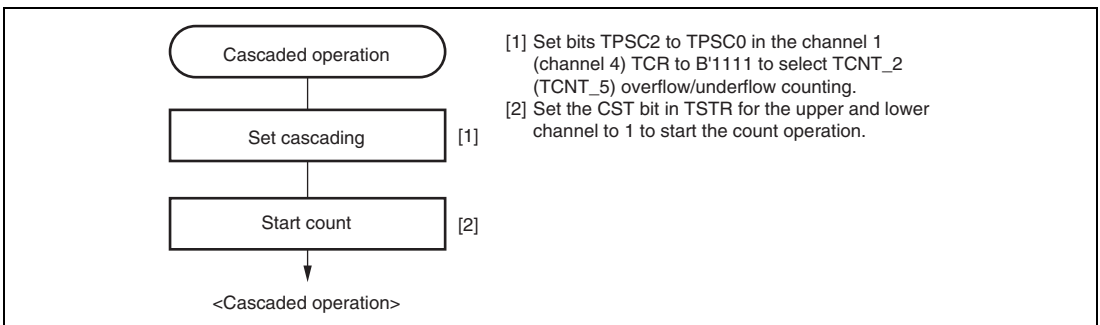 Cascaded operation
Set cascading
[1]
Start count
[2]
<Cascaded operation>
[1] Set bits TPSC2 to TPSC0 in the channel 1
(channel 4) TCR to B'1111 to select TCNT_2
(TCNT_5) overflow/underflow counting.
[2] Set the CST bit in TSTR for the upper and lower
channel to 1 to start the count operation.